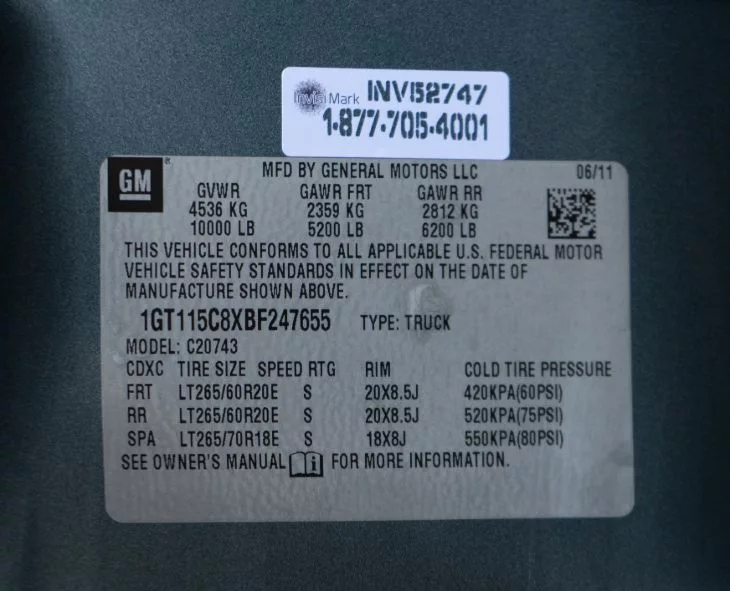 Invisi Mark INV52747
1-877-705-4001
GM ®
MFD BY GENERAL MOTORS LLC 06/11
GVWR GAWR FRT GAWR RR
4536 KG 2359 KG 2812 KG
10000 LB 5200 LB 6200 LB
THIS VEHICLE CONFORMS TO ALL APPLICABLE U.S. FEDERAL MOTOR
VEHICLE SAFETY STANDARDS IN EFFECT ON THE DATE OF
MANUFACTURE SHOWN ABOVE.
1GT115C8XBF247655 TYPE: TRUCK
MODEL: C20743
CDXC TIRE SIZE SPEED RTG RIM COLD TIRE PRESSURE
FRT LT265/60R20E S 20X8.5J 420KPA(60PSI)
RR LT265/60R20E S 20X8.5J 520KPA(75PSI)
SPA LT265/70R18E S 18X8J 550KPA(80PSI)
SEE OWNER'S MANUAL i FOR MORE INFORMATION.